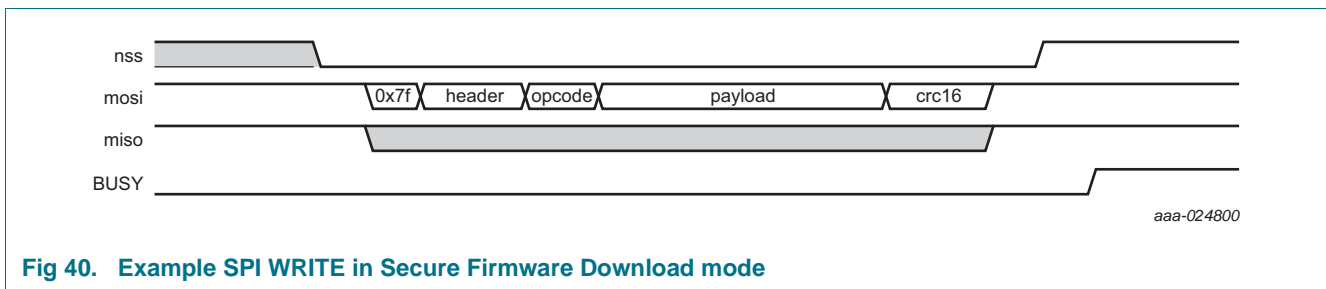 nss
mosi
0x7f header opcode payload crc16
miso
BUSY
aaa-024800
Fig 40. Example SPI WRITE in Secure Firmware Download mode